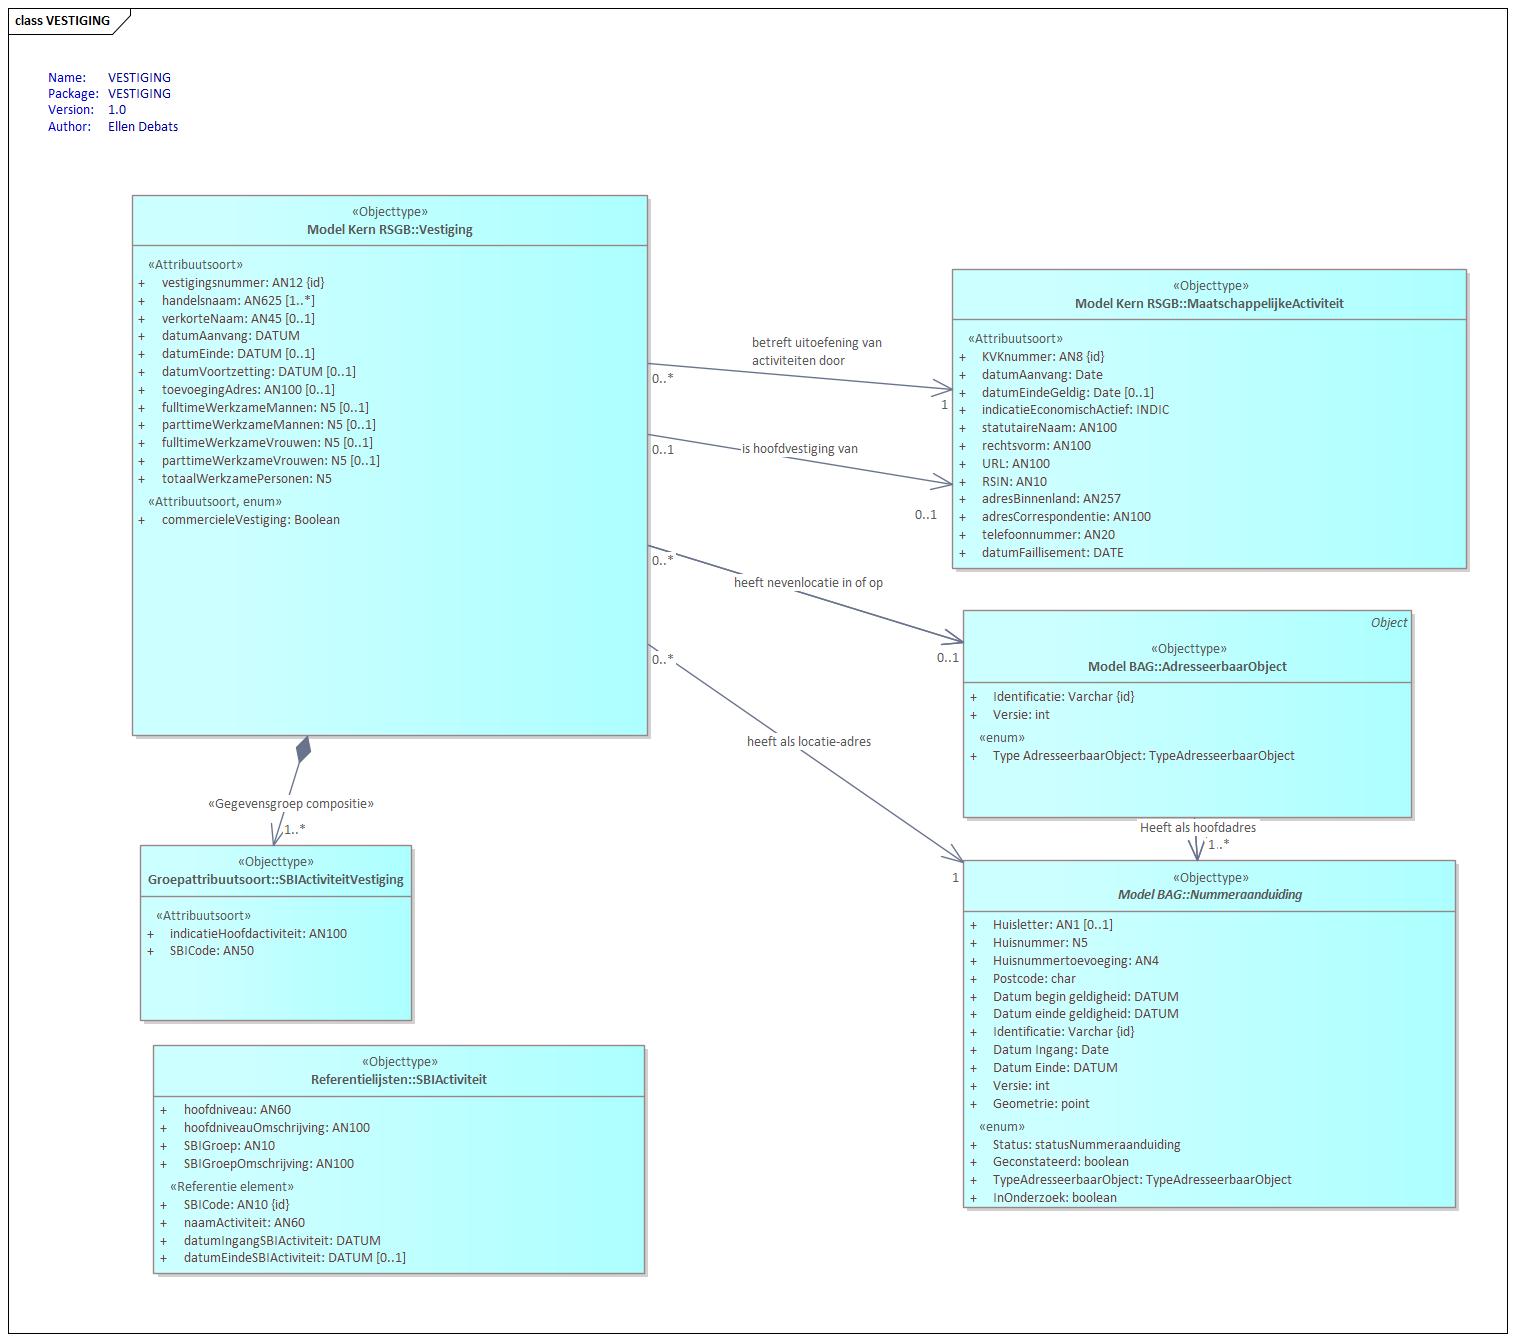 class VESTIGING
Name: VESTIGING
Package: VESTIGING
Version: 1.0
Author: Ellen Debats
«Objecttype»
Model Kern RSGB::Vestiging
«Attribuutsoort»
+ vestigingsnummer: AN12 {id}
+ handelsnaam: AN625 [1..*]
+ verkorteNaam: AN45 [0..1]
+ datumAanvang: DATUM
+ datumEinde: DATUM [0..1]
+ datumVoortzetting: DATUM [0..1]
+ toevoegingAdres: AN100 [0..1]
+ fulltimeWerkzameMannen: N5 [0..1]
+ parttimeWerkzameMannen: N5 [0..1]
+ fulltimeWerkzameVrouwen: N5 [0..1]
+ parttimeWerkzameVrouwen: N5 [0..1]
+ totaalWerkzamePersonen: N5
«Attribuutsoort, enum»
+ commercieleVestiging: Boolean
betreft uitoefening van
activiteiten door
0..*
1
is hoofdvestiging van
0..1
0..1
heeft nevenlocatie in of op
0..*
0..1
heeft als locatie-adres
0..*
1
«Objecttype»
Model Kern RSGB::MaatschappelijkeActiviteit
«Attribuutsoort»
+ KVKnummer: AN8 {id}
+ datumAanvang: Date
+ datumEindeGeldig: Date [0..1]
+ indicatieEconomischActief: INDIC
+ statutaireNaam: AN100
+ rechtsvorm: AN100
+ URL: AN100
+ RSIN: AN10
+ adresBinnenland: AN257
+ adresCorrespondentie: AN100
+ telefoonnummer: AN20
+ datumFaillisement: DATE
Object
«Objecttype»
Model BAG::AdresseerbaarObject
+ Identificatie: Varchar {id}
+ Versie: int
«enum»
+ Type AdresseerbaarObject: TypeAdresseerbaarObject
Heeft als hoofdadres
1..*
«Objecttype»
Model BAG::Nummeraanduiding
+ Huisletter: AN1 [0..1]
+ Huisnummer: N5
+ Huisnummertoevoeging: AN4
+ Postcode: char
+ Datum begin geldigheid: DATUM
+ Datum einde geldigheid: DATUM
+ Identificatie: Varchar {id}
+ Datum Ingang: Date
+ Datum Einde: DATUM
+ Versie: int
+ Geometrie: point
«enum»
+ Status: statusNummeraanduiding
+ Geconstateerd: boolean
+ TypeAdresseerbaarObject: TypeAdresseerbaarObject
+ InOnderzoek: boolean
«Gegevensgroep compositie»
1..*
«Objecttype»
Groepattribuutsoort::SBIActiviteitVestiging
«Attribuutsoort»
+ indicatieHoofdactiviteit: AN100
+ SBICode: AN50
«Objecttype»
Referentielijsten::SBIActiviteit
+ hoofdniveau: AN60
+ hoofdniveauOmschrijving: AN100
+ SBIGroep: AN10
+ SBIGroepOmschrijving: AN100
«Referentie element»
+ SBICode: AN10 {id}
+ naamActiviteit: AN60
+ datumIngangSBIActiviteit: DATUM
+ datumEindeSBIActiviteit: DATUM [0..1]